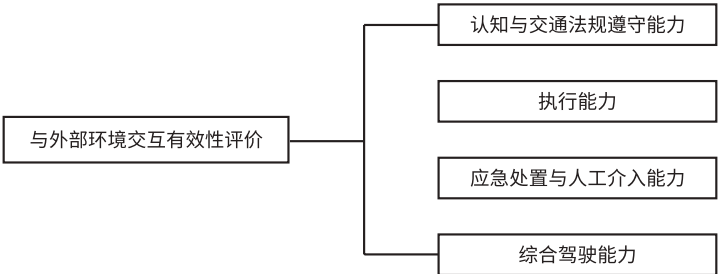 认知与交通法规遵守能力
执行能力
与外部环境交互有效性评价
应急处置与人工介入能力
综合驾驶能力